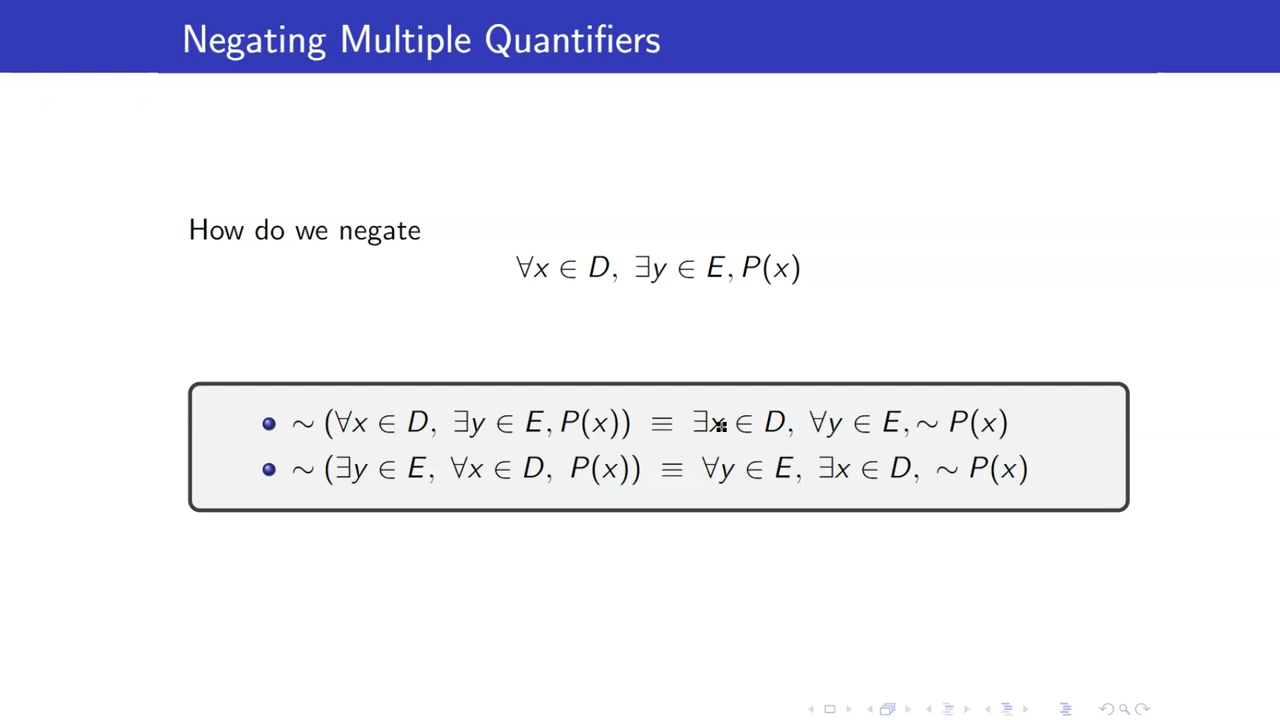 Negating Multiple Quantifiers
How do we negate
∀x ∈ D, ∃y ∈ E, P(x)
∼ (∀x ∈ D, ∃y ∈ E, P(x)) ≡ ∃x ∈ D, ∀y ∈ E, ∼ P(x)
∼ (∃y ∈ E, ∀x ∈ D, P(x)) ≡ ∀y ∈ E, ∃x ∈ D, ∼ P(x)